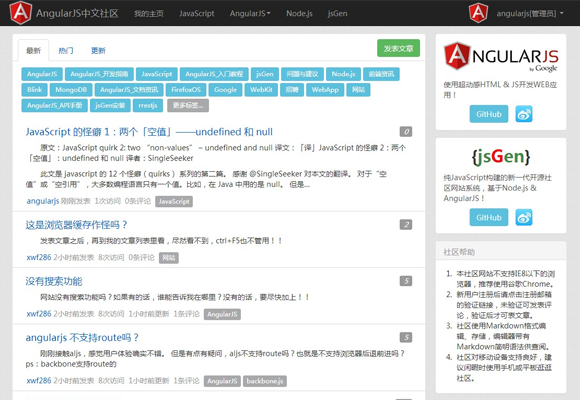 AngularJS中文社区 我的主页 JavaScript AngularJS Node.js jsGen angularjs[管理员]
最新 热门 更新 发表文章
AngularJS AngularJS_开发指南 JavaScript AngularJS_入门教程 jsGen 问题与建议 Node.js 前端资讯
Blink MongoDB AngularJS_文档资讯 FirefoxOS Google WebKit 招聘 WebApp 网站
AngularJS_API手册 jsGen安装 rrestjs 更多标签...
JavaScript 的怪癖 1：两个「空值」——undefined 和 null 0
原文：JavaScript quirk 2: two “non-values” – undefined and null 译文：「译」JavaScript 的怪癖 2：两个
「空值」：undefined 和 null 译者：SingleSeeker
此文是 javascript 的 12 个怪癖（quirks）系列的第二篇。 感谢 @SingleSeeker 对本文的翻译。 对于“空
值”或“空引用”，大多数编程语言只有一个值。比如，在 Java 中用的是 null。 但是...
angularjs 刚刚发表 1次访问 0条评论 JavaScript
这是浏览器缓存作怪吗？ 2
发表文章之后，再到我的文章列表里看，尽然看不到，ctrl+F5也不管用！！
xwf286 2小时前发表 8次访问 0条评论 网站
没有搜索功能 5
网站没有搜索功能吗？如果有的话，谁能告诉我在哪里？没有的话，要尽快加上！！
xwf286 2小时前发表 8次访问 1小时前更新 1条评论 AngularJS
angularjs 不支持route吗？ 5
刚刚接触aljs，感觉用户体验确实不错。 但是有点有疑问，aljs不支持route吗？也就是不支持浏览器后退前进吗？
ps：backbone支持route的
xwf286 2小时前发表 9次访问 1小时前更新 1条评论 AngularJS backbone.js
ANGULARJS
by Google
使用超动感HTML & JS开发WEB应
用！
GitHub
{jsGen}
纯JavaScript构建的新一代开源社
区网站系统，基于Node.js &
AngularJS！
GitHub
社区帮助
1. 本社区网站不支持IE8以下的浏
览器，推荐使用谷歌Chrome。
2. 新用户注册后请点击注册邮箱
的验证链接，未验证可发表评
论，验证后才可表文章。
3. 社区使用Markdown格式编
辑、存储，编辑器带有
Markdown简明语法供查阅。
4. 社区对移动设备支持良好，建
议闲暇时使用手机或平板逛逛
社区。